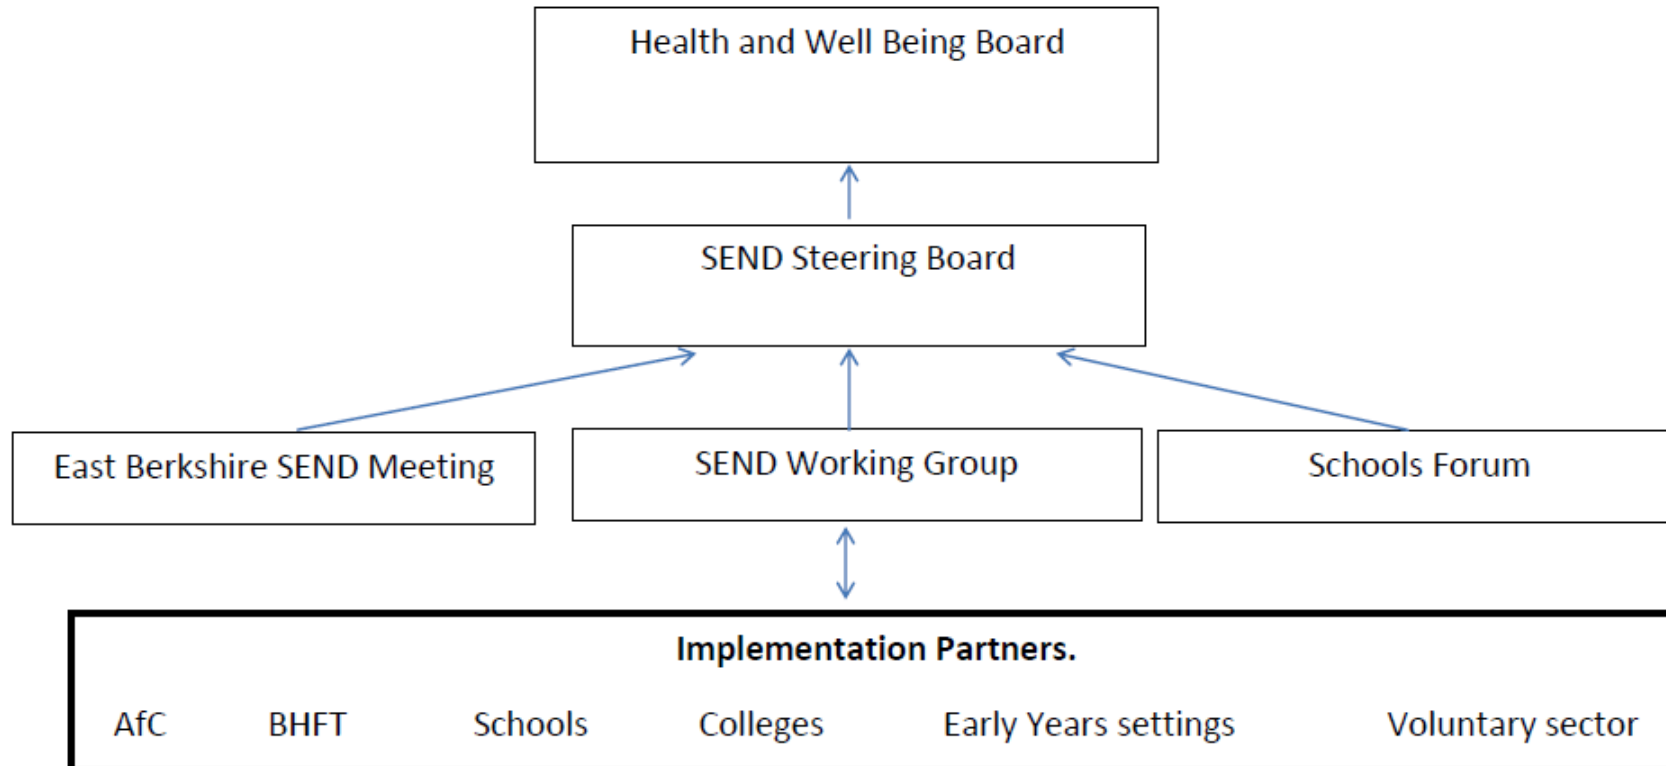 Health and Well Being Board
SEND Steering Board
East Berkshire SEND Meeting
SEND Working Group
Schools Forum
Implementation Partners.
AfC BHFT Schools Colleges Early Years settings Voluntary sector